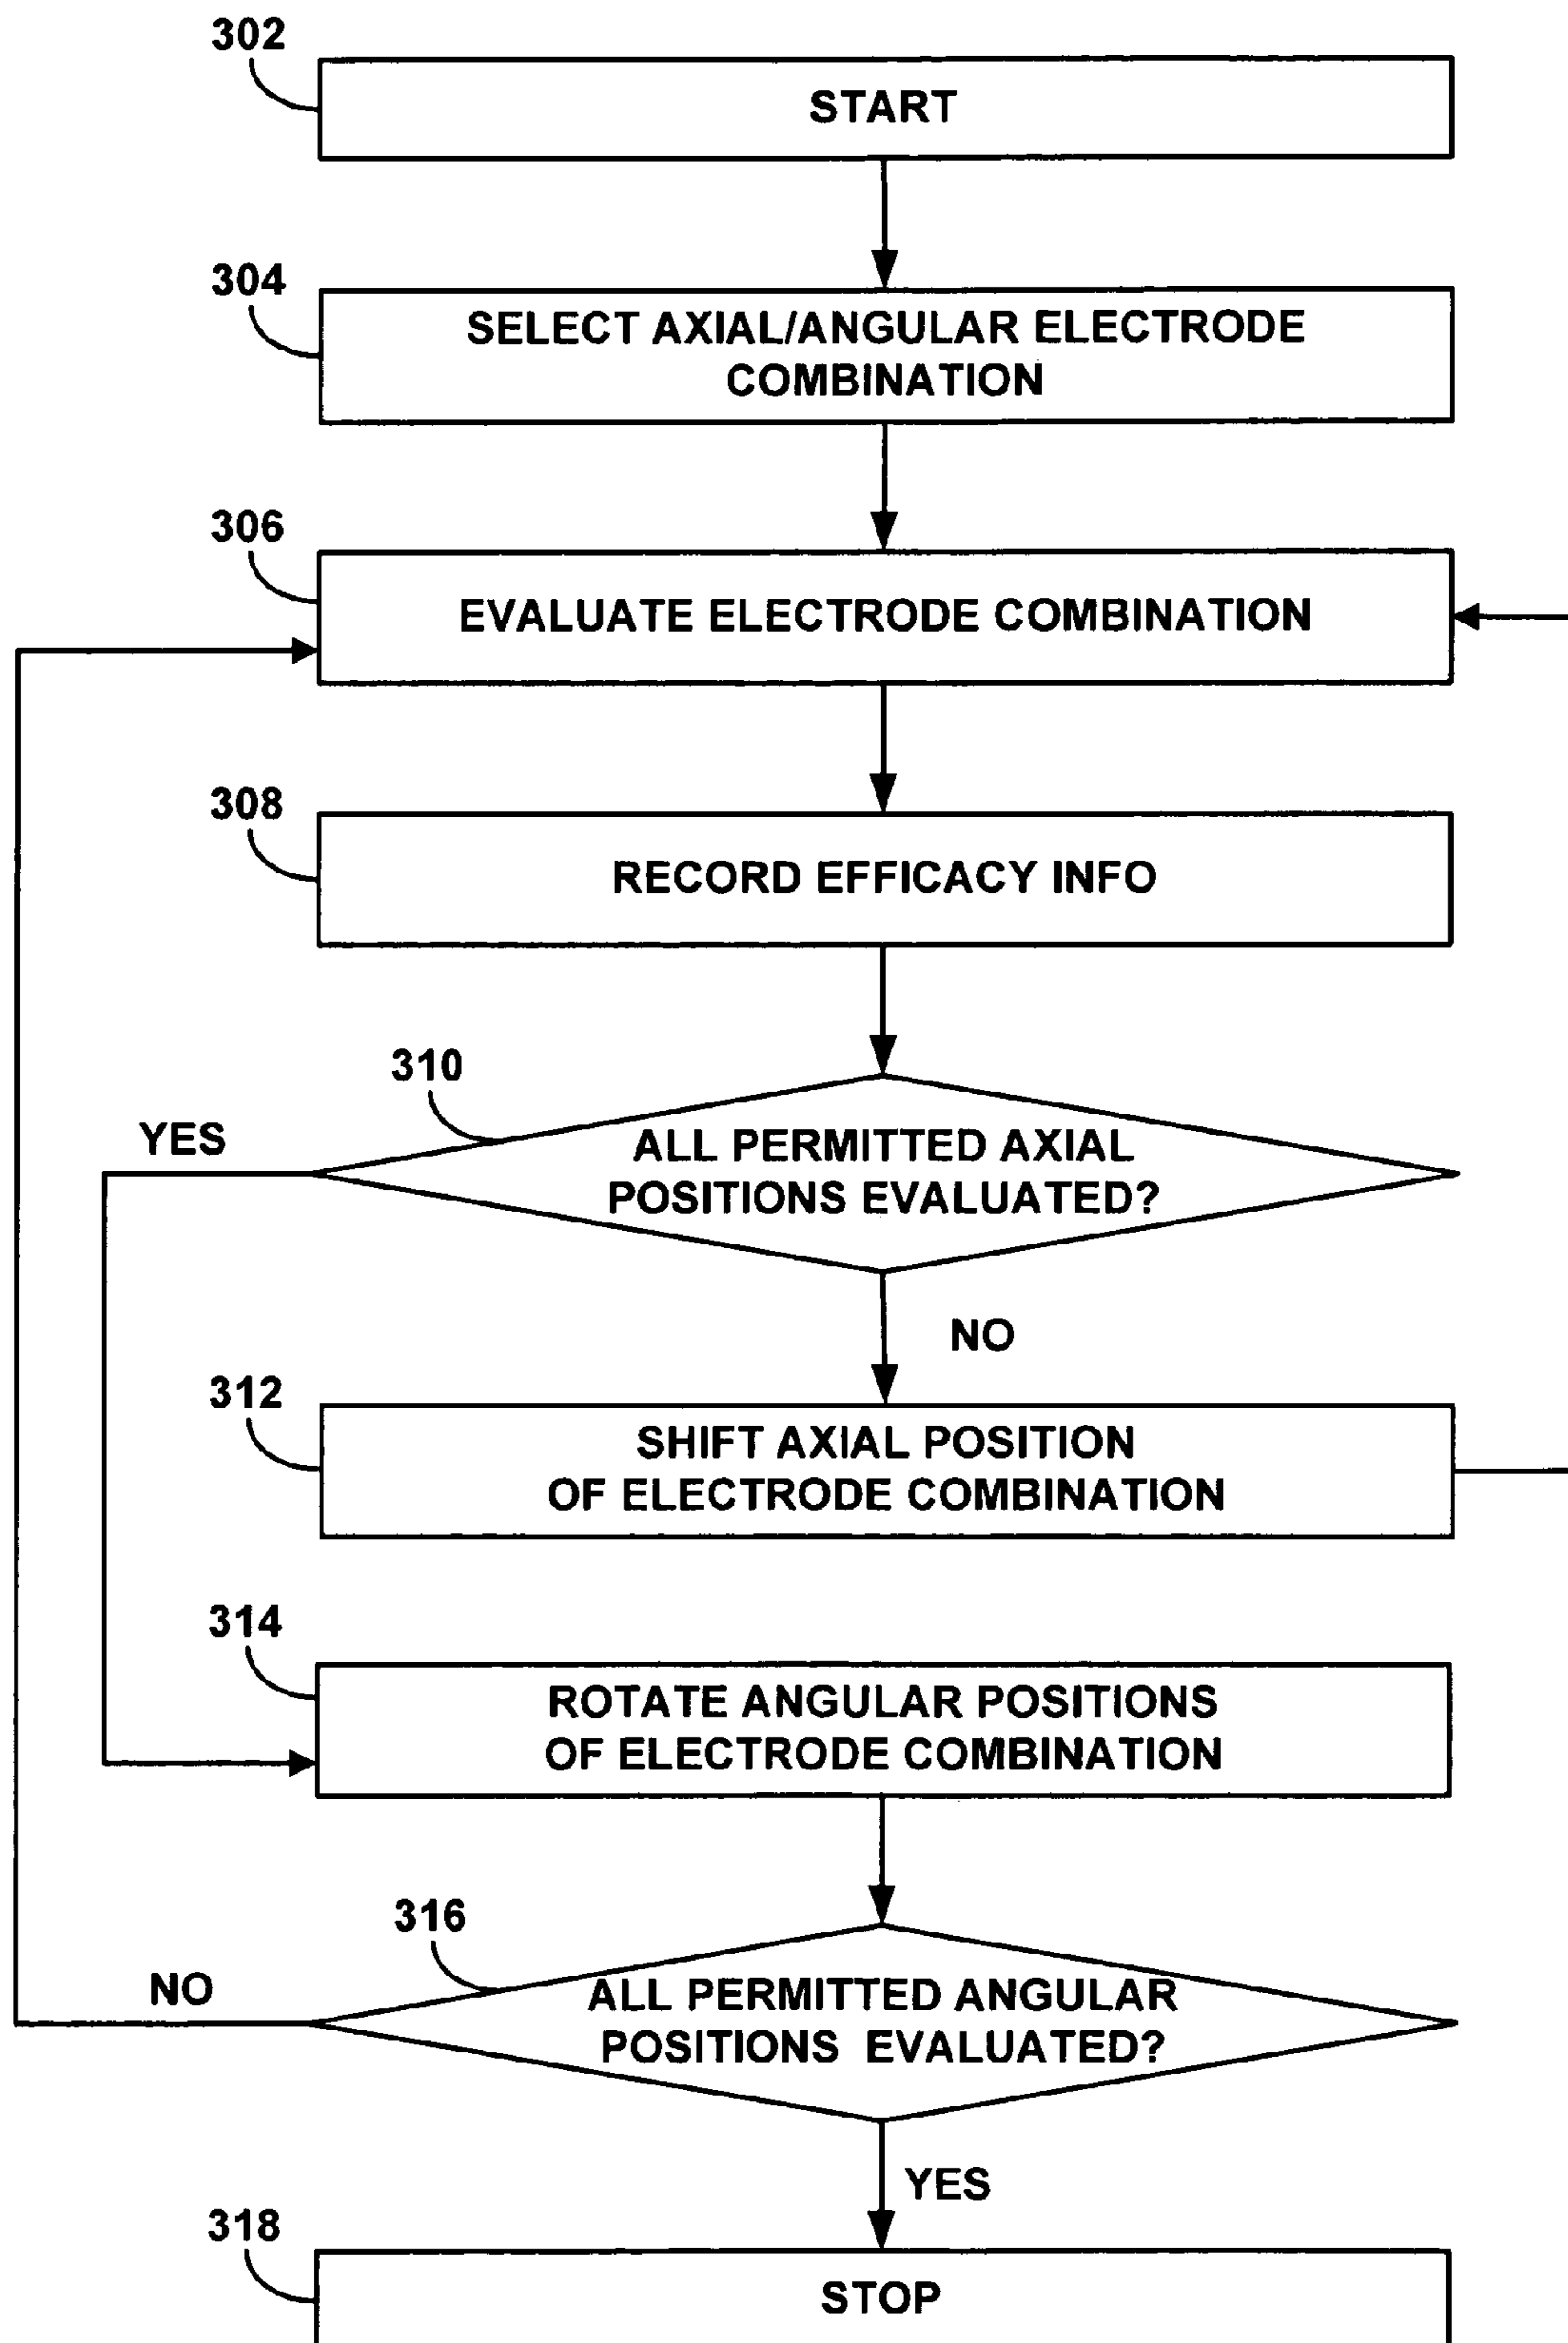 302
START
304
SELECT AXIAL/ANGULAR ELECTRODE
COMBINATION
306
EVALUATE ELECTRODE COMBINATION
308
RECORD EFFICACY INFO
310
YES
ALL PERMITTED AXIAL
POSITIONS EVALUATED?
NO
312
SHIFT AXIAL POSITION
OF ELECTRODE COMBINATION
314
ROTATE ANGULAR POSITIONS
OF ELECTRODE COMBINATION
316
NO
ALL PERMITTED ANGULAR
POSITIONS EVALUATED?
YES
318
STOP